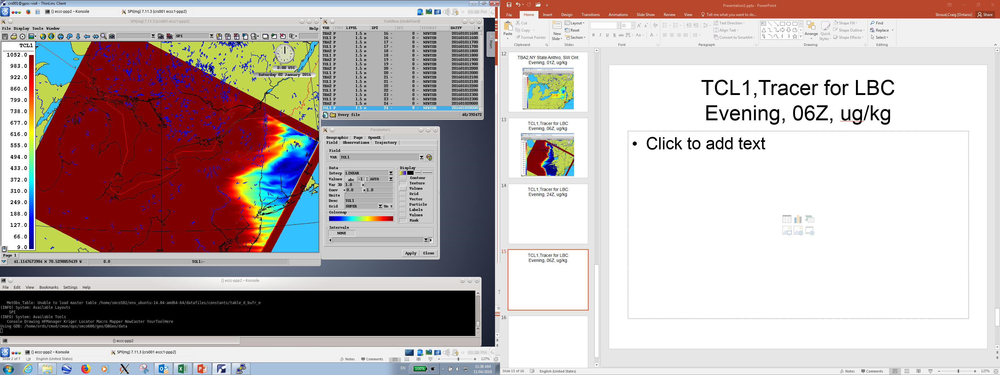 crs001@gpsc-vis4 - ThinLinc Client
() eccc-ppp2 – Konsole
SPI(mg) 7.11.3 (crs001 eccc1-ppp2)
03:38 PM
SPI(mg) 7.11.3 (crs001 eccc1-ppp2)
File Display Tools Window
Help
SPI
TCL1
1052.0
983.0
922.0
860.0
799.0
738.0
677.0
616.0
555.0
494.0
433.0
372.0
310.0
249.0
188.0
127.0
66.0
9.0
0:00 UTC
Saturday 02 January 2016
80W
Page 1
41.1147673904 N 70.5298859439 W
0.0
TCL1:-
FieldBox (Undefined)
VAR TYPE LEVEL IP2 IP3 ETICKET DATEV *
TBA2 P 1.5 m 16 - 0 - NEWTEB 201601011600
TCL1 P 1.5 m 16 - 0 - NEWTEB 201601011600
TBA2 P 1.5 m 17 - 0 - NEWTEB 201601011700
TCL1 P 1.5 m 17 - 0 - NEWTEB 201601011700
TBA2 P 1.5 m 18 - 0 - NEWTEB 201601011800
TCL1 P 1.5 m 18 - 0 - NEWTEB 201601011800
TBA2 P 1.5 m 19 - 0 - NEWTEB 201601011900
TCL1 P 1.5 m 19 - 0 - NEWTEB 201601011900
TBA2 P 1.5 m 20 - 0 - NEWTEB 201601012000
TCL1 P 1.5 m 20 - 0 - NEWTEB 201601012000
TBA2 P 1.5 m 21 - 0 - NEWTEB 201601012100
TCL1 P 1.5 m 21 - 0 - NEWTEB 201601012100
TBA2 P 1.5 m 22 - 0 - NEWTEB 201601012200
TCL1 P 1.5 m 22 - 0 - NEWTEB 201601012200
TBA2 P 1.5 m 23 - 0 - NEWTEB 201601012300
TCL1 P 1.5 m 23 - 0 - NEWTEB 201601012300
TBA2 P 1.5 m 24 - 0 - NEWTEB 201601020000
TCL1 P 1.5 m 24 - 0 - NEWTEB 201601020000
Every file
48/392472
Main
Parameters
Geographic Page OpenGL
Field Observations Trajectory
Field
VAR TCL1
Data
Interp LINEAR
Values abc -1 AUTO
Var 3D 1.0 x
Conv + 0.0 x 1.0
Units
Desc TCL1
Grid SUPER Un #
Colormap
Display
Contour
Texture
Volume
Grid
Vector
Particle
Labels
Values
Mask
Intervals
NONE
Apply
Close
() eccc-ppp2 – Konsole
File Edit View Bookmarks Settings Help
MetObs_Table: Unable to load master table /home/smco502/env_ubuntu-14.04-amd64-64/datafiles/constants/table_d_bufr_e
(INFO) System: Available Layouts
SPI
(INFO) System: Available Tools
Console Drawing HFManager Kriger Locator Macro Mapper NowCaster YourToolHere
Using GDB: /home/ords/cmod/cmoe/ops/smco600/geo/DBGeo/data
() eccc-ppp2
() eccc-ppp2 – Konsole
SPI(mg) 7.11.3 (crs001 eccc1-ppp2)
03:38 PM
Slide 2 of 7
English (United States)
Notes
Comments
127%
EN
100%
11:38 AM
11/04/2019
Presentation1.pptx - PowerPoint
File Home Insert Design Transitions Animations Slide Show Review View Tell me what you want to do...
Stroud,Craig [Ontario]
Share
Paste
Cut
Copy
Format Painter
Clipboard
New
Slide
Layout
Reset
Section
Slides
32
B I U S abc AV Aa A
Font
Text Direction
Align Text
Convert to SmartArt
Paragraph
Arrange
Quick
Styles
Shape Fill
Shape Outline
Shape Effects
Drawing
Find
Replace
Select
Editing
12
TBA2,NY State Anthro, SW Ont
Evening, 01Z, ug/kg
13
TCL1,Tracer for LBC
Evening, 06Z, ug/kg
14
TCL1,Tracer for LBC
Evening, 24Z, ug/kg
15
TCL1,Tracer for LBC
Evening, 06Z, ug/kg
16
TCL1,Tracer for LBC
Evening, 06Z, ug/kg
• Click to add text
Slide 15 of 16
English (United States)
Notes
Comments
127%